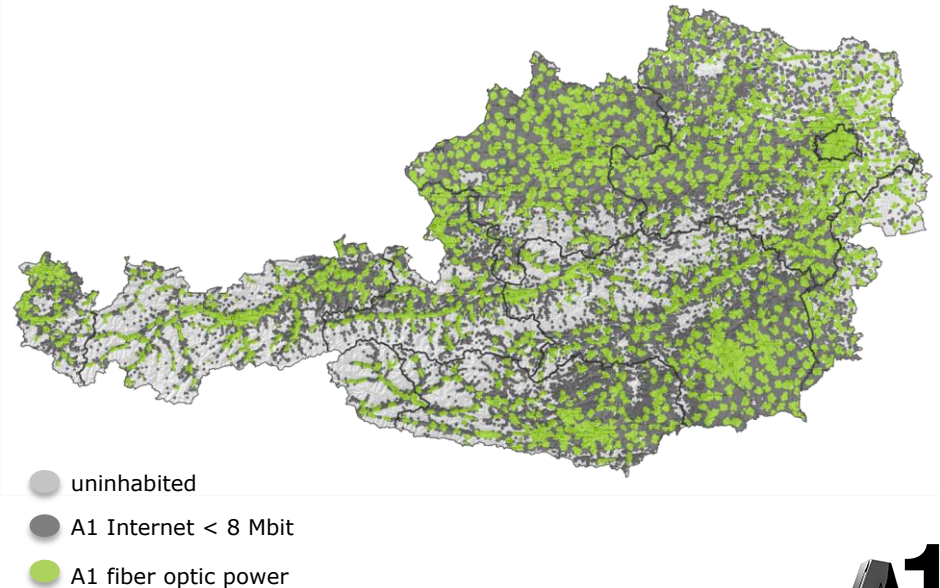 uninhabited
A1 Internet < 8 Mbit
A1 fiber optic power
A1